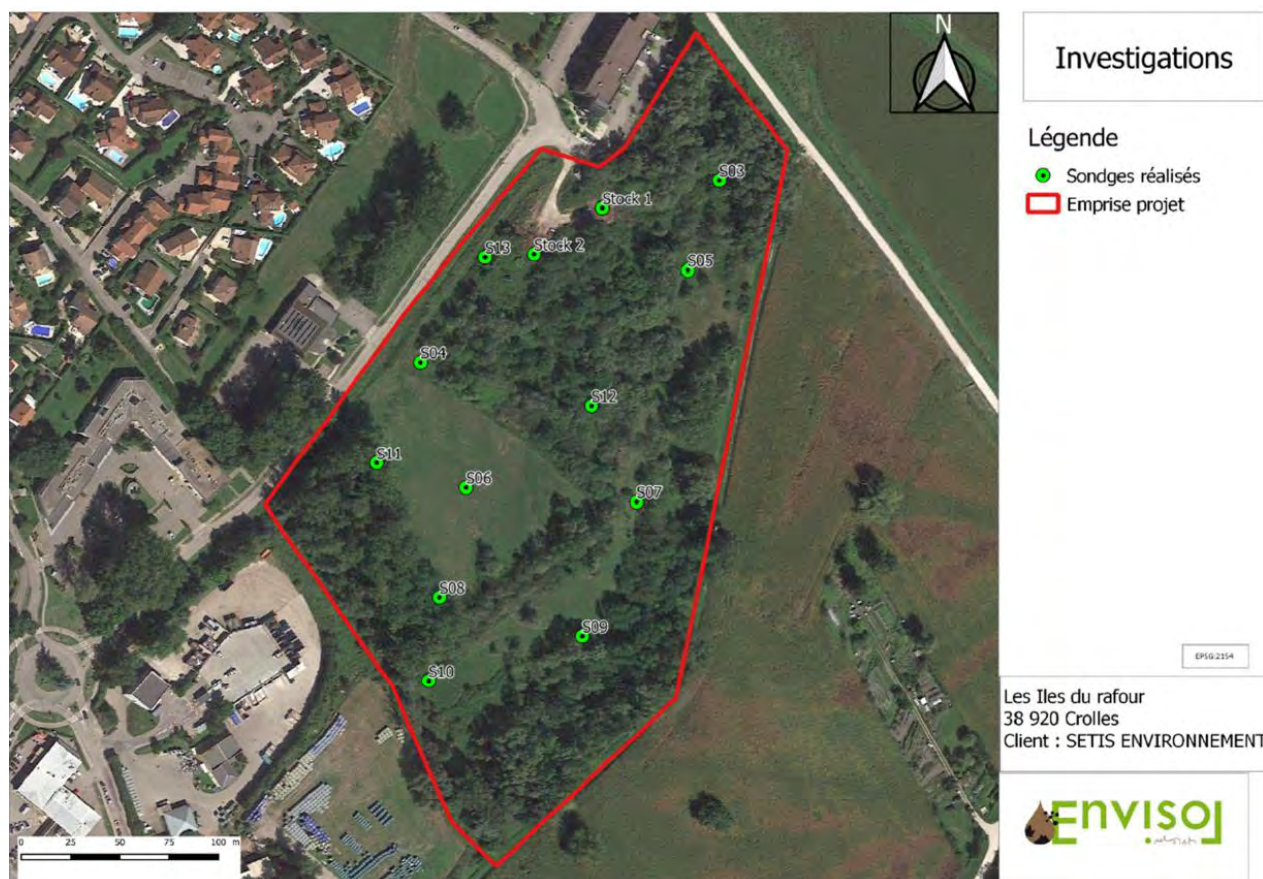 N
Investigations
Légende
Sondges réalisés
Emprise projet
S03
Stock 1
Stock 2
S13
S05
S04
S12
S11
S06
S07
S08
S09
S10
0 25 50 75 100 m
EPSG:2154
Les Iles du rafour
38 920 Crolles
Client : SETIS ENVIRONNEMENT
Envisol